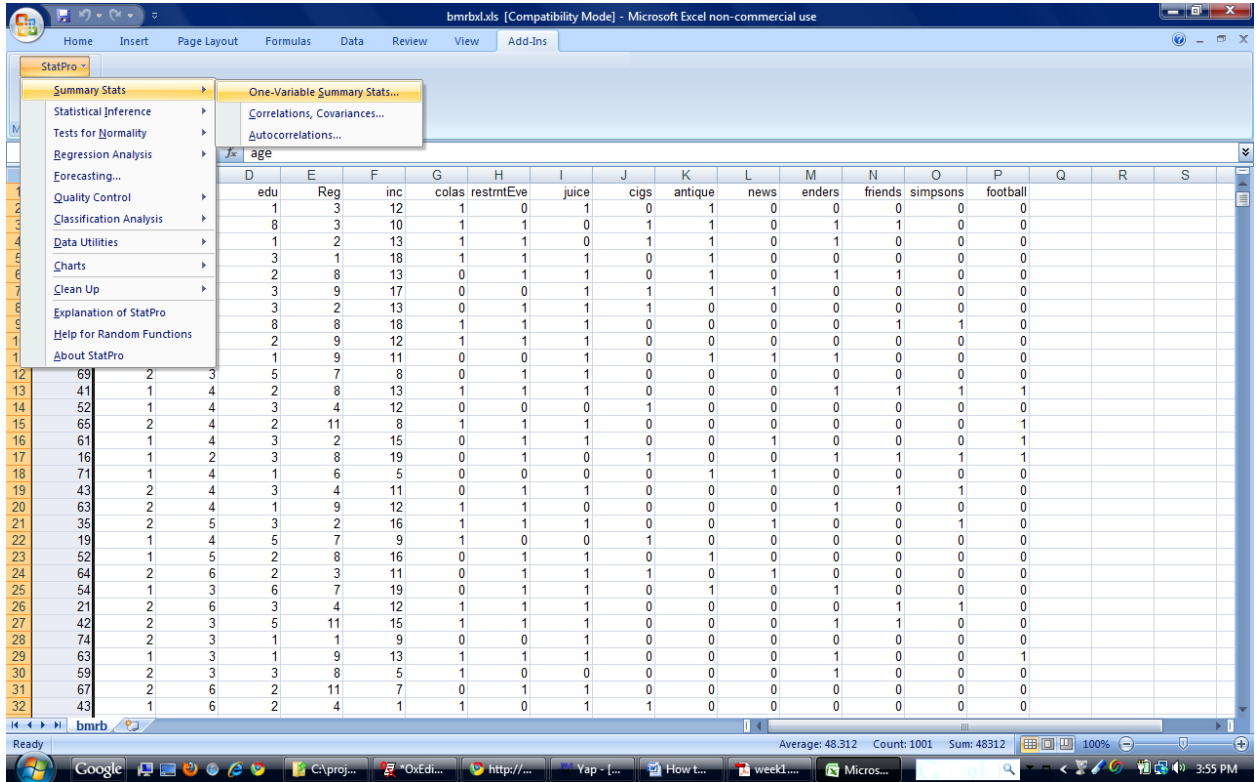 bmrbxl.xls [Compatibility Mode] - Microsoft Excel non-commercial use
Home Insert Page Layout Formulas Data Review View Add-Ins
StatPro
Summary Stats
Statistical Inference
Tests for Normality
Regression Analysis
Forecasting...
Quality Control
Classification Analysis
Data Utilities
Charts
Clean Up
Explanation of StatPro
Help for Random Functions
About StatPro
One-Variable Summary Stats...
Correlations, Covariances...
Autocorrelations...
fx age
D E F G H I J K L M N O P Q R S
edu Reg inc colas restrntEve juice cigs antique news enders friends simpsons football
1 3 12 1 0 1 0 1 0 0 0 0 0
8 3 10 1 1 0 1 1 0 1 1 0 0
1 2 13 1 1 0 1 1 0 1 0 0 0
3 1 18 1 1 1 0 1 0 1 0 0 0
2 8 13 0 1 1 0 1 0 1 1 0 0
3 9 17 0 0 1 1 1 1 0 0 0 0
3 2 13 0 1 1 1 0 0 0 0 0 0
8 8 18 1 1 1 0 0 0 0 1 1 0
2 9 12 1 1 1 0 0 0 0 0 0 0
1 9 11 0 0 1 0 1 1 1 0 0 0
12 69 2 3 5 7 8 0 1 1 0 0 0 0 0 0 0
13 41 1 4 2 8 13 1 1 1 0 0 0 1 1 1 1
14 52 1 4 3 4 12 0 0 0 1 0 0 0 0 0 0
15 65 2 4 2 11 8 1 1 1 0 0 0 0 0 0 1
16 61 1 4 3 2 15 0 1 1 0 0 1 0 0 0 1
17 16 1 2 3 8 19 0 1 0 1 0 0 1 1 1 1
18 71 1 4 1 6 5 0 0 0 0 1 1 0 0 0 0
19 43 2 4 3 4 11 0 1 1 0 0 0 0 1 1 0
20 63 2 4 1 9 12 1 1 0 0 0 0 1 0 0 0
21 35 2 5 3 2 16 1 1 1 0 0 1 0 0 1 0
22 19 1 4 5 7 9 1 0 0 1 0 0 0 0 0 0
23 52 1 5 2 8 16 0 1 1 0 1 0 0 0 0 0
24 64 2 6 2 3 11 0 1 1 1 0 1 0 0 0 0
25 54 1 3 6 7 19 0 1 1 0 1 0 1 0 0 0
26 21 2 6 3 4 12 1 1 1 0 0 0 0 1 1 0
27 42 2 3 5 11 15 1 1 1 0 0 0 1 1 0 0
28 74 2 3 1 1 9 0 0 1 0 0 0 0 0 0 0
29 63 1 3 1 9 13 1 1 1 0 0 0 1 0 0 1
30 59 2 3 3 8 5 1 0 0 0 0 0 1 0 0 0
31 67 2 6 2 11 7 0 1 1 0 0 0 0 0 0 0
32 43 1 6 2 4 1 1 0 1 1 0 0 0 0 0 0
bmrb
Ready Average: 48.312 Count: 1001 Sum: 48312 100%
Google C:\proj... *OxEdi... http://... Yap - [... How t... week1.... Micros... 3:55 PM